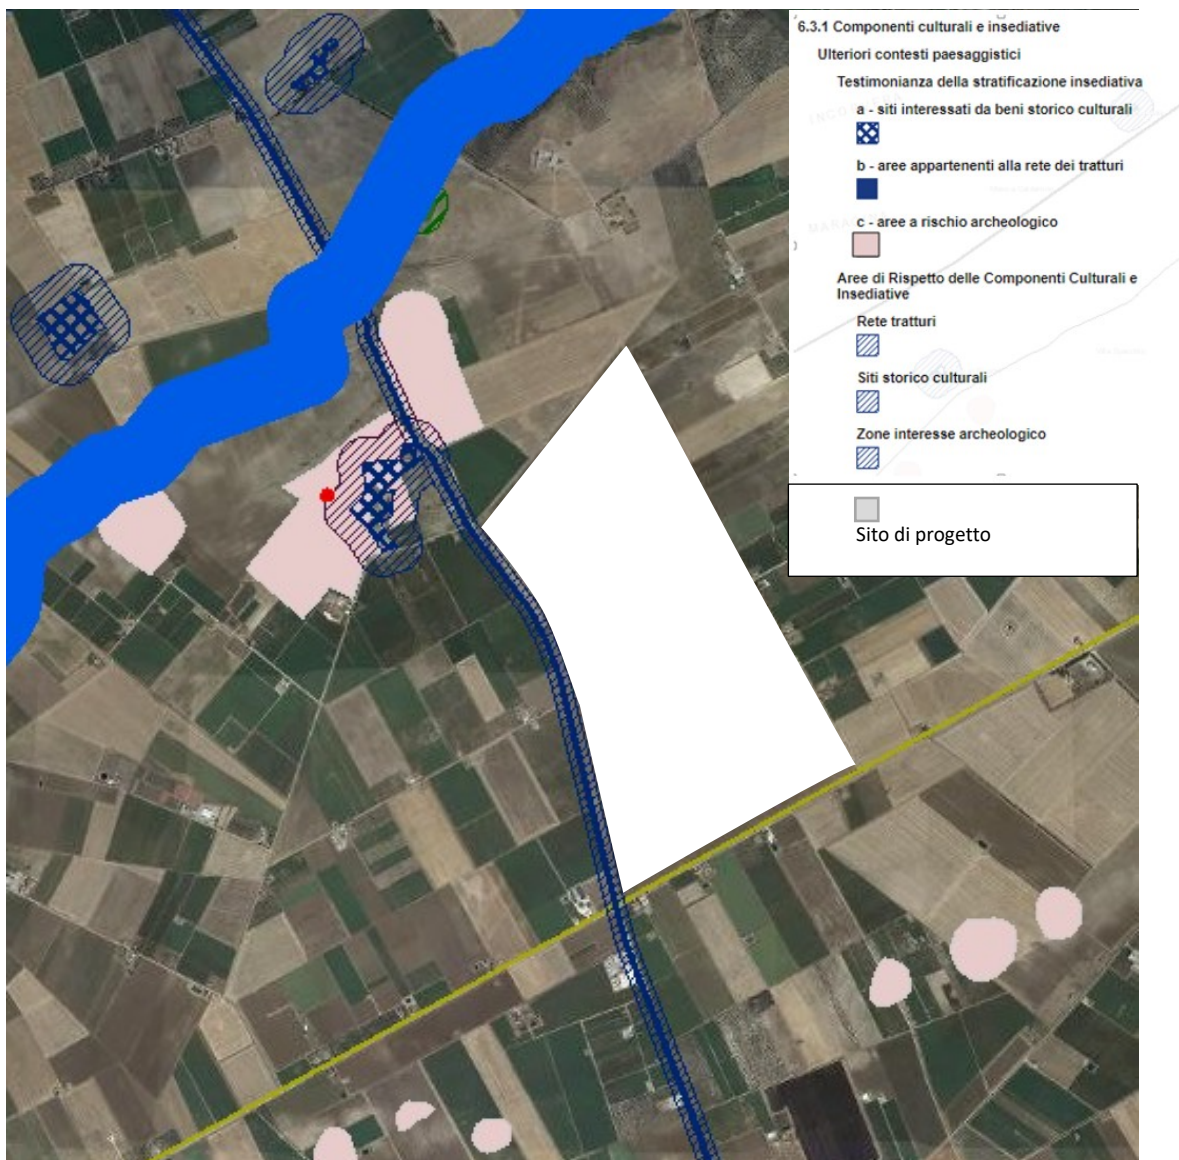 6.3.1 Componenti culturali e insediative
Ulteriori contesti paesaggistici
Testimonianza della stratificazione insediativa
a - siti interessati da beni storico culturali
b - aree appartenenti alla rete dei tratturi
c - aree a rischio archeologico
Aree di Rispetto delle Componenti Culturali e
Insediative
Rete tratturi
Siti storico culturali
Zone interesse archeologico
Sito di progetto